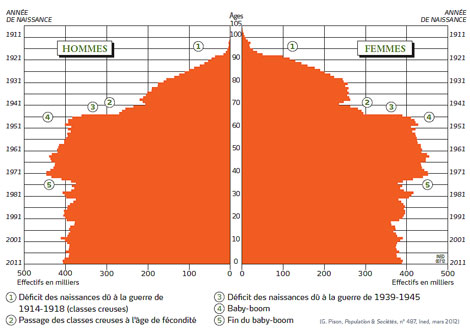 ANNÉE
DE NAISSANCE
Âges
ANNÉE
DE NAISSANCE
1911 100 1911
HOMMES 1 90 1 FEMMES
1921 1921
80
1931 1931
2 70 2
1941 3 3 1941
4 60 4
1951 1951
50
1961 1961
40
1971 1971
5 30 5
1981 1981
20
1991 1991
10
2001 2001
2011 0 2011
500 400 300 200 100 0 0 100 200 300 400 500
Effectifs en milliers Effectifs en milliers
1 Déficit des naissances dû à la guerre de
1914-1918 (classes creuses)
2 Passage des classes creuses à l'âge de fécondité
3 Déficit des naissances dû à la guerre de 1939-1945
4 Baby-boom
5 Fin du baby-boom
(G. Pison, Population & Sociétés, n° 487, Ined, mars 2012)